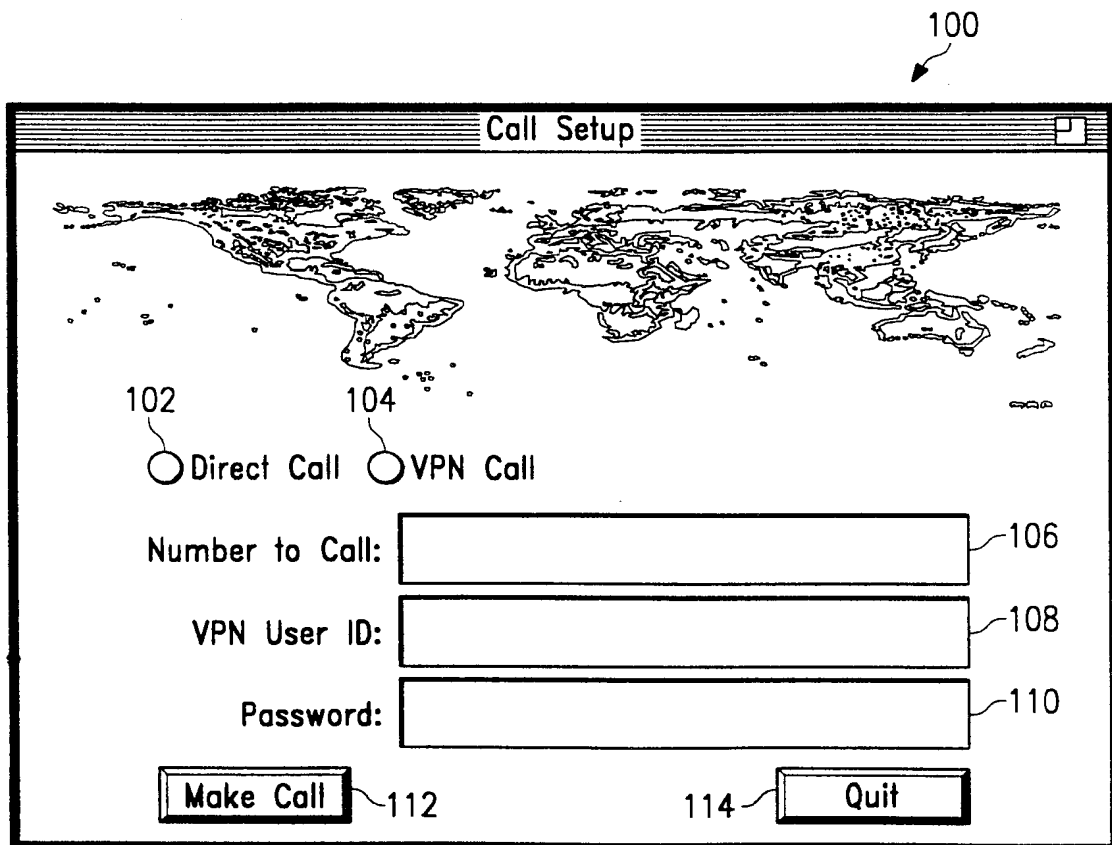 100
Call Setup
102 104
Direct Call VPN Call
Number to Call: 106
VPN User ID: 108
Password: 110
Make Call 112 114 Quit